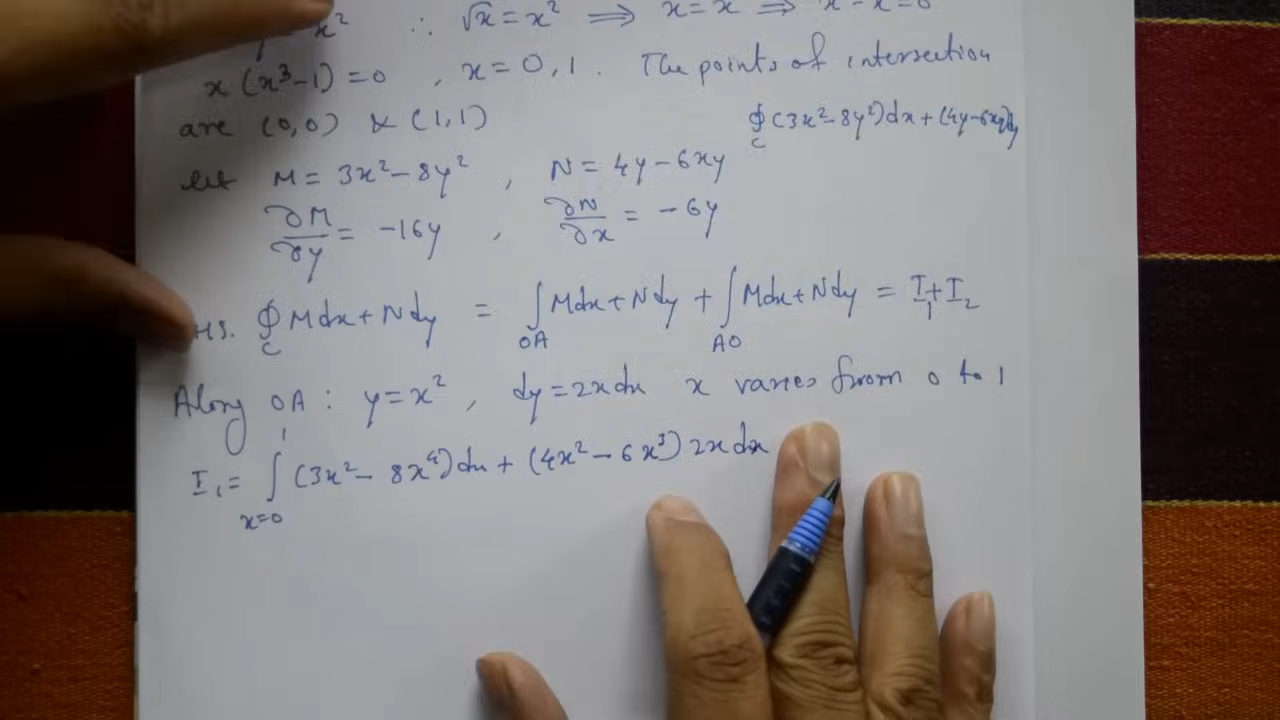 x² ∴ √x = x² ⟹ x = x ⟹ x - x = 0
x (x³-1) = 0 , x = 0, 1 . The points of intersection
are (0,0) & (1,1)
∮C (3x²-8y²)dx + (4y-6xy)dy
let M = 3x² - 8y² , N = 4y - 6xy
∂M/∂y = -16y , ∂N/∂x = -6y
HS. ∮C Mdx + Ndy = ∫OA Mdx + Ndy + ∫AO Mdx + Ndy = I₁ + I₂
Along OA : y = x² , dy = 2x dx x varies from 0 to 1
I₁ = ∫x=0 1 (3x² - 8x⁴)dx + (4x² - 6x³) 2x dx